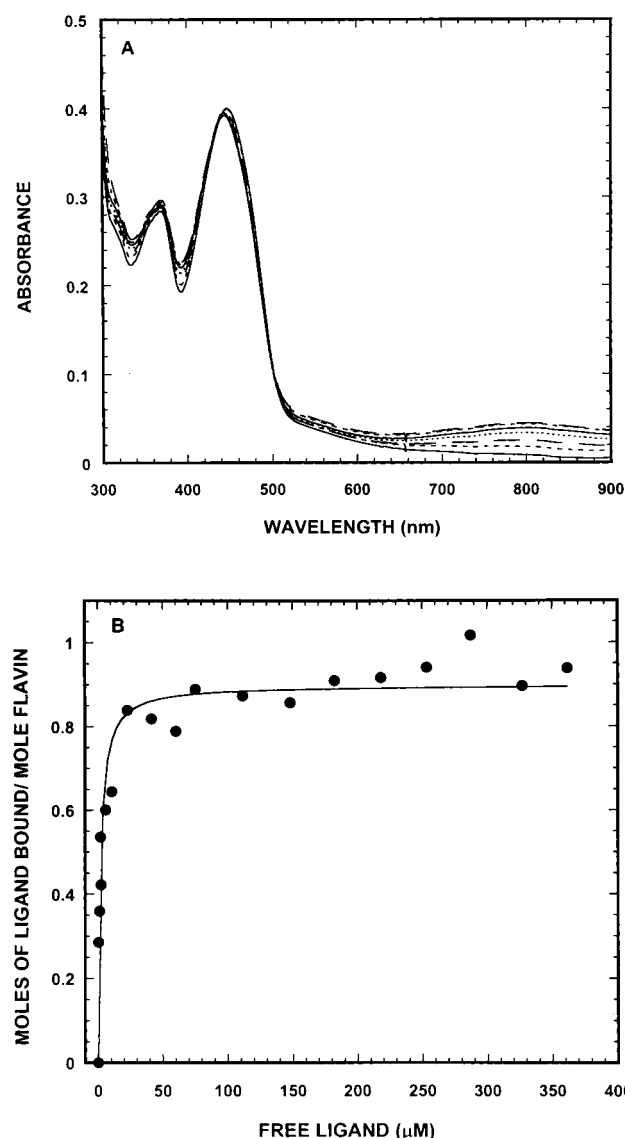 A
0.5
0.4
0.3
0.2
0.1
0
ABSORBANCE
300 400 500 600 700 800 900
WAVELENGTH (nm)
B
1
0.8
0.6
0.4
0.2
0
MOLES OF LIGAND BOUND/ MOLE FLAVIN
0 50 100 150 200 250 300 350 400
FREE LIGAND (μM)